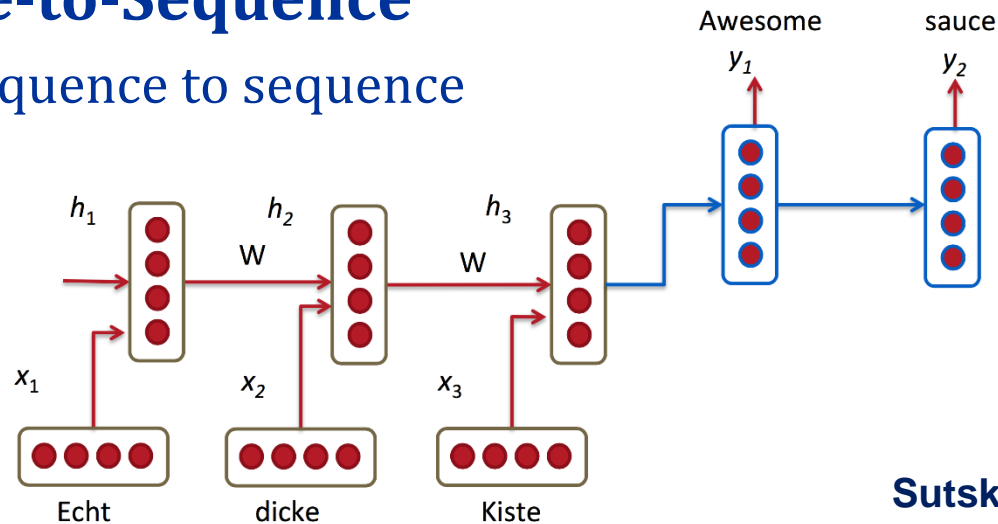 e-to-Sequence
quence to sequence
Awesome sauce
y1 y2
h1 h2 h3
W W
x1 x2 x3
Echt dicke Kiste
Sutsk